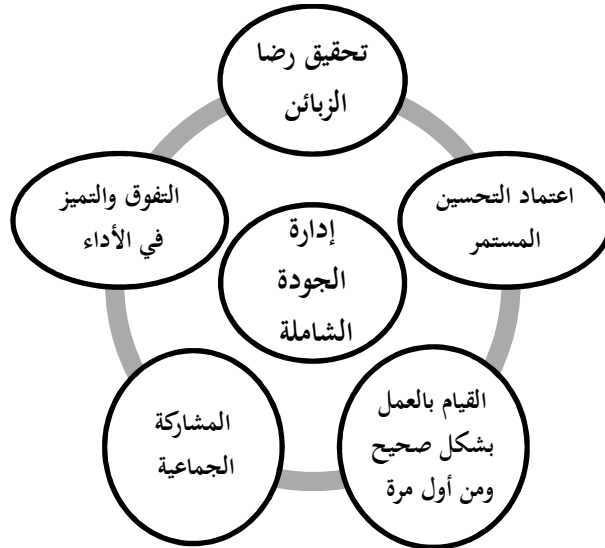 تحقيق رضا
الزبائن
اعتماد التحسين
المستمر
التفوق والتميز
في الأداء
إدارة
الجودة
الشاملة
القيام بالعمل
بشكل صحيح
ومن أول مرة
المشاركة
الجماعية